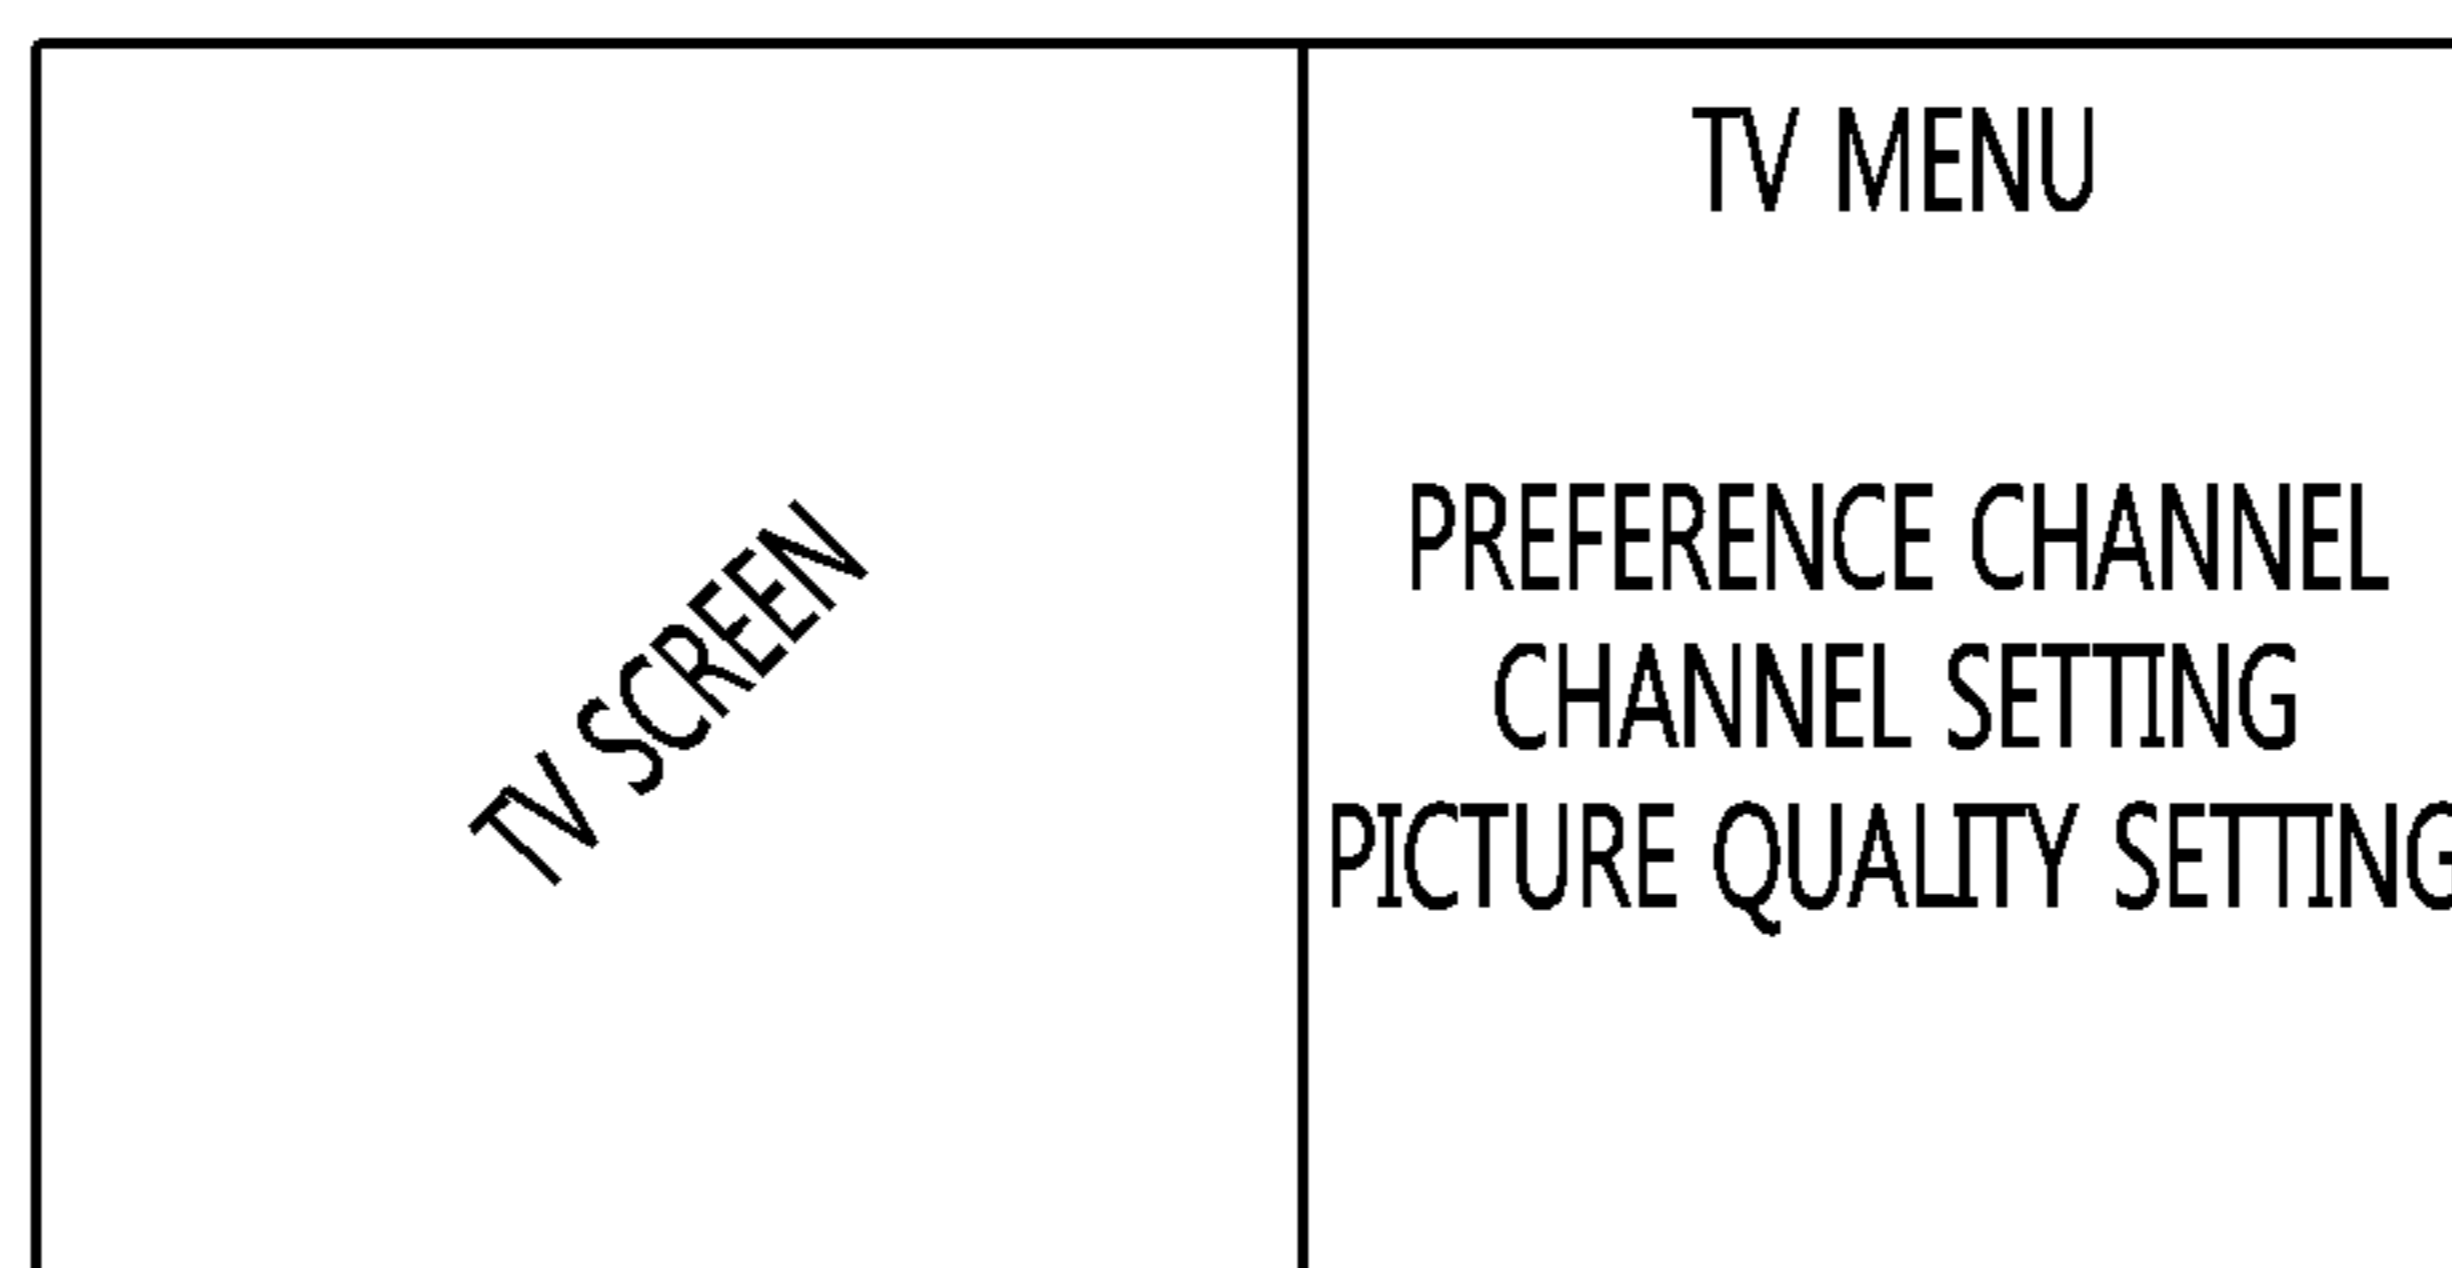 TV SCREEN
TV MENU
PREFERENCE CHANNEL
CHANNEL SETTING
PICTURE QUALITY SETTING